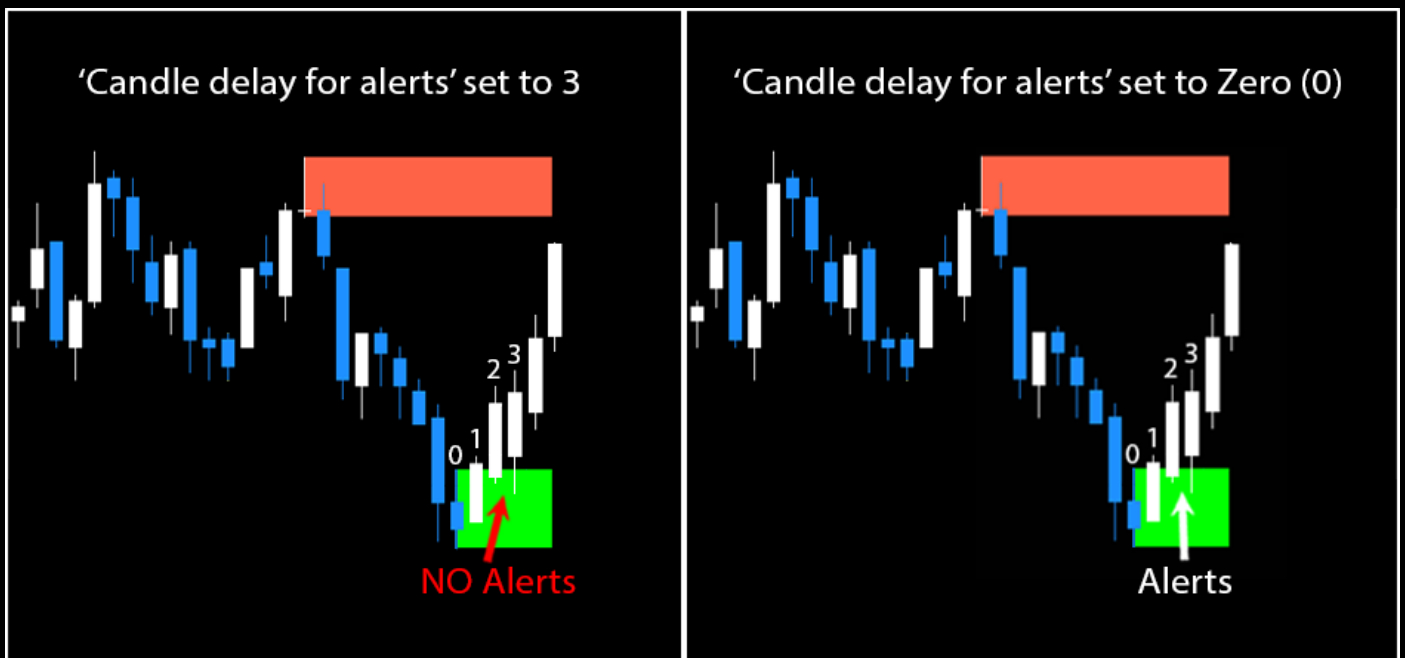 ‘Candle delay for alerts’ set to 3
3
2
1
0
NO Alerts
‘Candle delay for alerts’ set to Zero (0)
3
2
1
0
Alerts